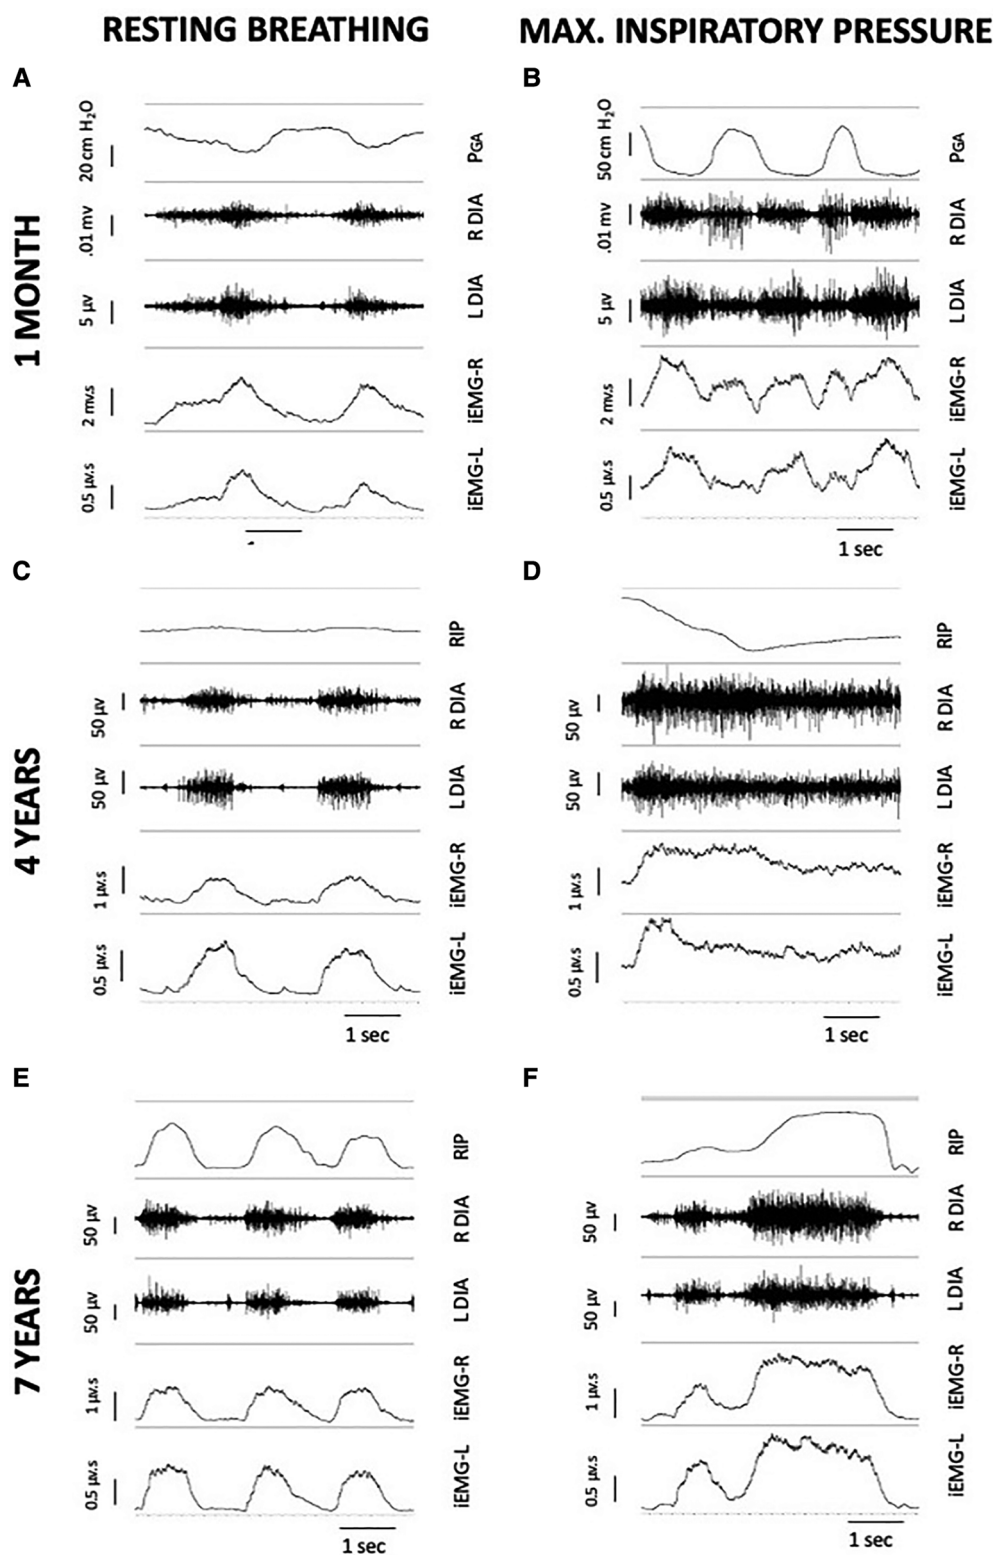 RESTING BREATHING
MAX. INSPIRATORY PRESSURE
A
B
1 MONTH
20 cm H2O
PGA
.01 mv
R DIA
5 μv
L DIA
2 mv.s
iEMG-R
0.5 μv.s
iEMG-L
50 cm H2O
PGA
.01 mv
R DIA
5 μv
L DIA
2 mv.s
iEMG-R
0.5 μv.s
iEMG-L
1 sec
C
D
4 YEARS
RIP
50 μv
R DIA
50 μv
L DIA
1 μv.s
iEMG-R
0.5 μv.s
iEMG-L
1 sec
RIP
50 μv
R DIA
50 μv
L DIA
1 μv.s
iEMG-R
0.5 μv.s
iEMG-L
1 sec
E
F
7 YEARS
RIP
50 μv
R DIA
50 μv
L DIA
1 μv.s
iEMG-R
0.5 μv.s
iEMG-L
1 sec
RIP
50 μv
R DIA
50 μv
L DIA
1 μv.s
iEMG-R
0.5 μv.s
iEMG-L
1 sec